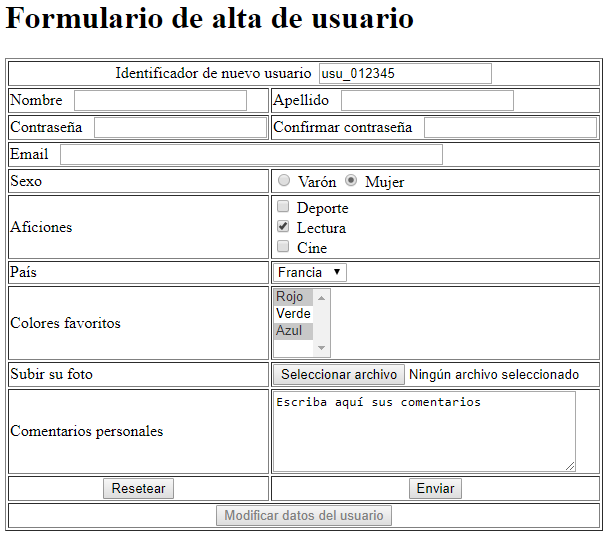 Formulario de alta de usuario
Identificador de nuevo usuario usu_012345
Nombre Apellido
Contraseña Confirmar contraseña
Email
Sexo Varón Mujer
Deporte
Aficiones Lectura
Cine
País Francia
Rojo
Colores favoritos Verde
Azul
Subir su foto Seleccionar archivo Ningún archivo seleccionado
Escriba aquí sus comentarios
Comentarios personales
Resetear Enviar
Modificar datos del usuario